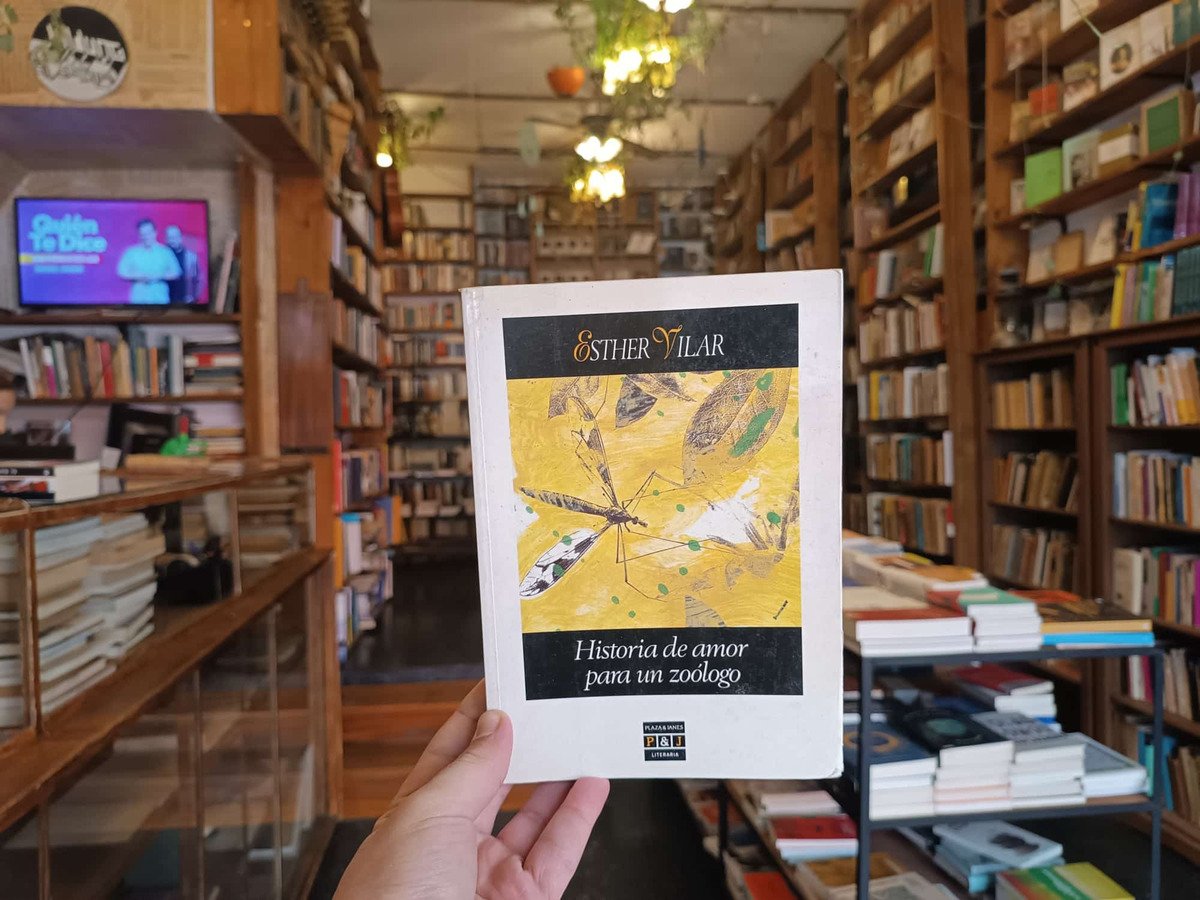 Quién
Te Dice
ESTHER VILAR
Historia de amor
para un zoólogo
PLAZA & JANES
P & J
LITERARIA